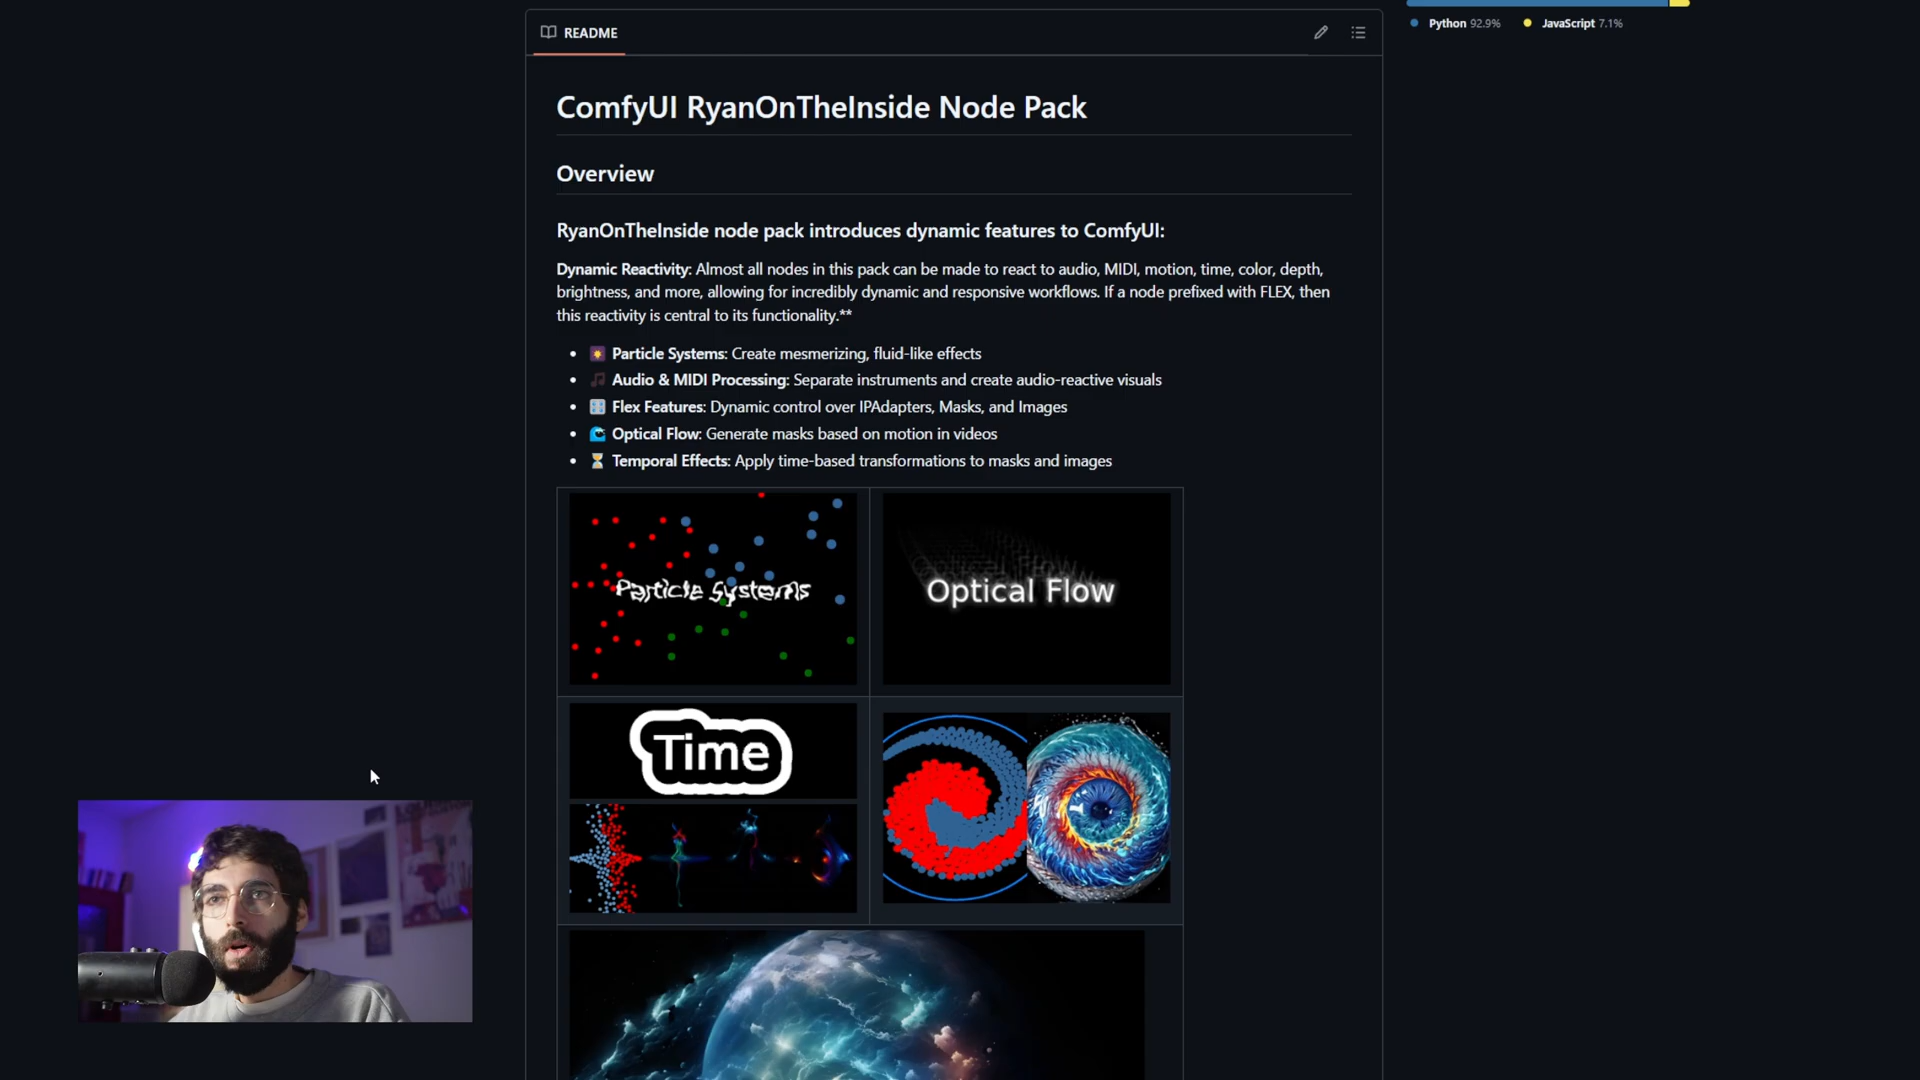 README
Python 92.9% JavaScript 7.1%
ComfyUI RyanOnTheInside Node Pack
Overview
RyanOnTheInside node pack introduces dynamic features to ComfyUI:
Dynamic Reactivity: Almost all nodes in this pack can be made to react to audio, MIDI, motion, time, color, depth,
brightness, and more, allowing for incredibly dynamic and responsive workflows. If a node prefixed with FLEX, then
this reactivity is central to its functionality.**
Particle Systems: Create mesmerizing, fluid-like effects
Audio & MIDI Processing: Separate instruments and create audio-reactive visuals
Flex Features: Dynamic control over IPAdapters, Masks, and Images
Optical Flow: Generate masks based on motion in videos
Temporal Effects: Apply time-based transformations to masks and images
Particle Systems
Optical Flow
Time